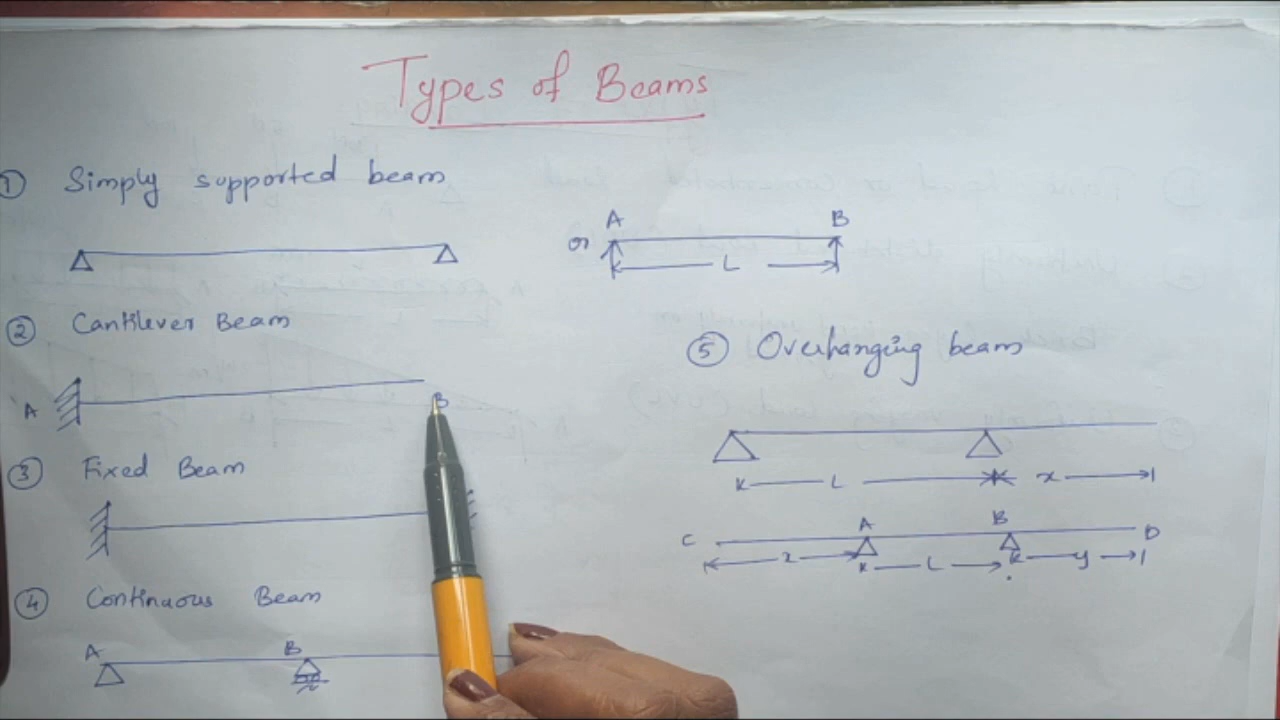 Types of Beams
① Simply supported beam
or A B
L
② Cantilever Beam
A B
③ Fixed Beam
④ Continuous Beam
A B
⑤ Overhanging beam
L x
C A B D
x L y